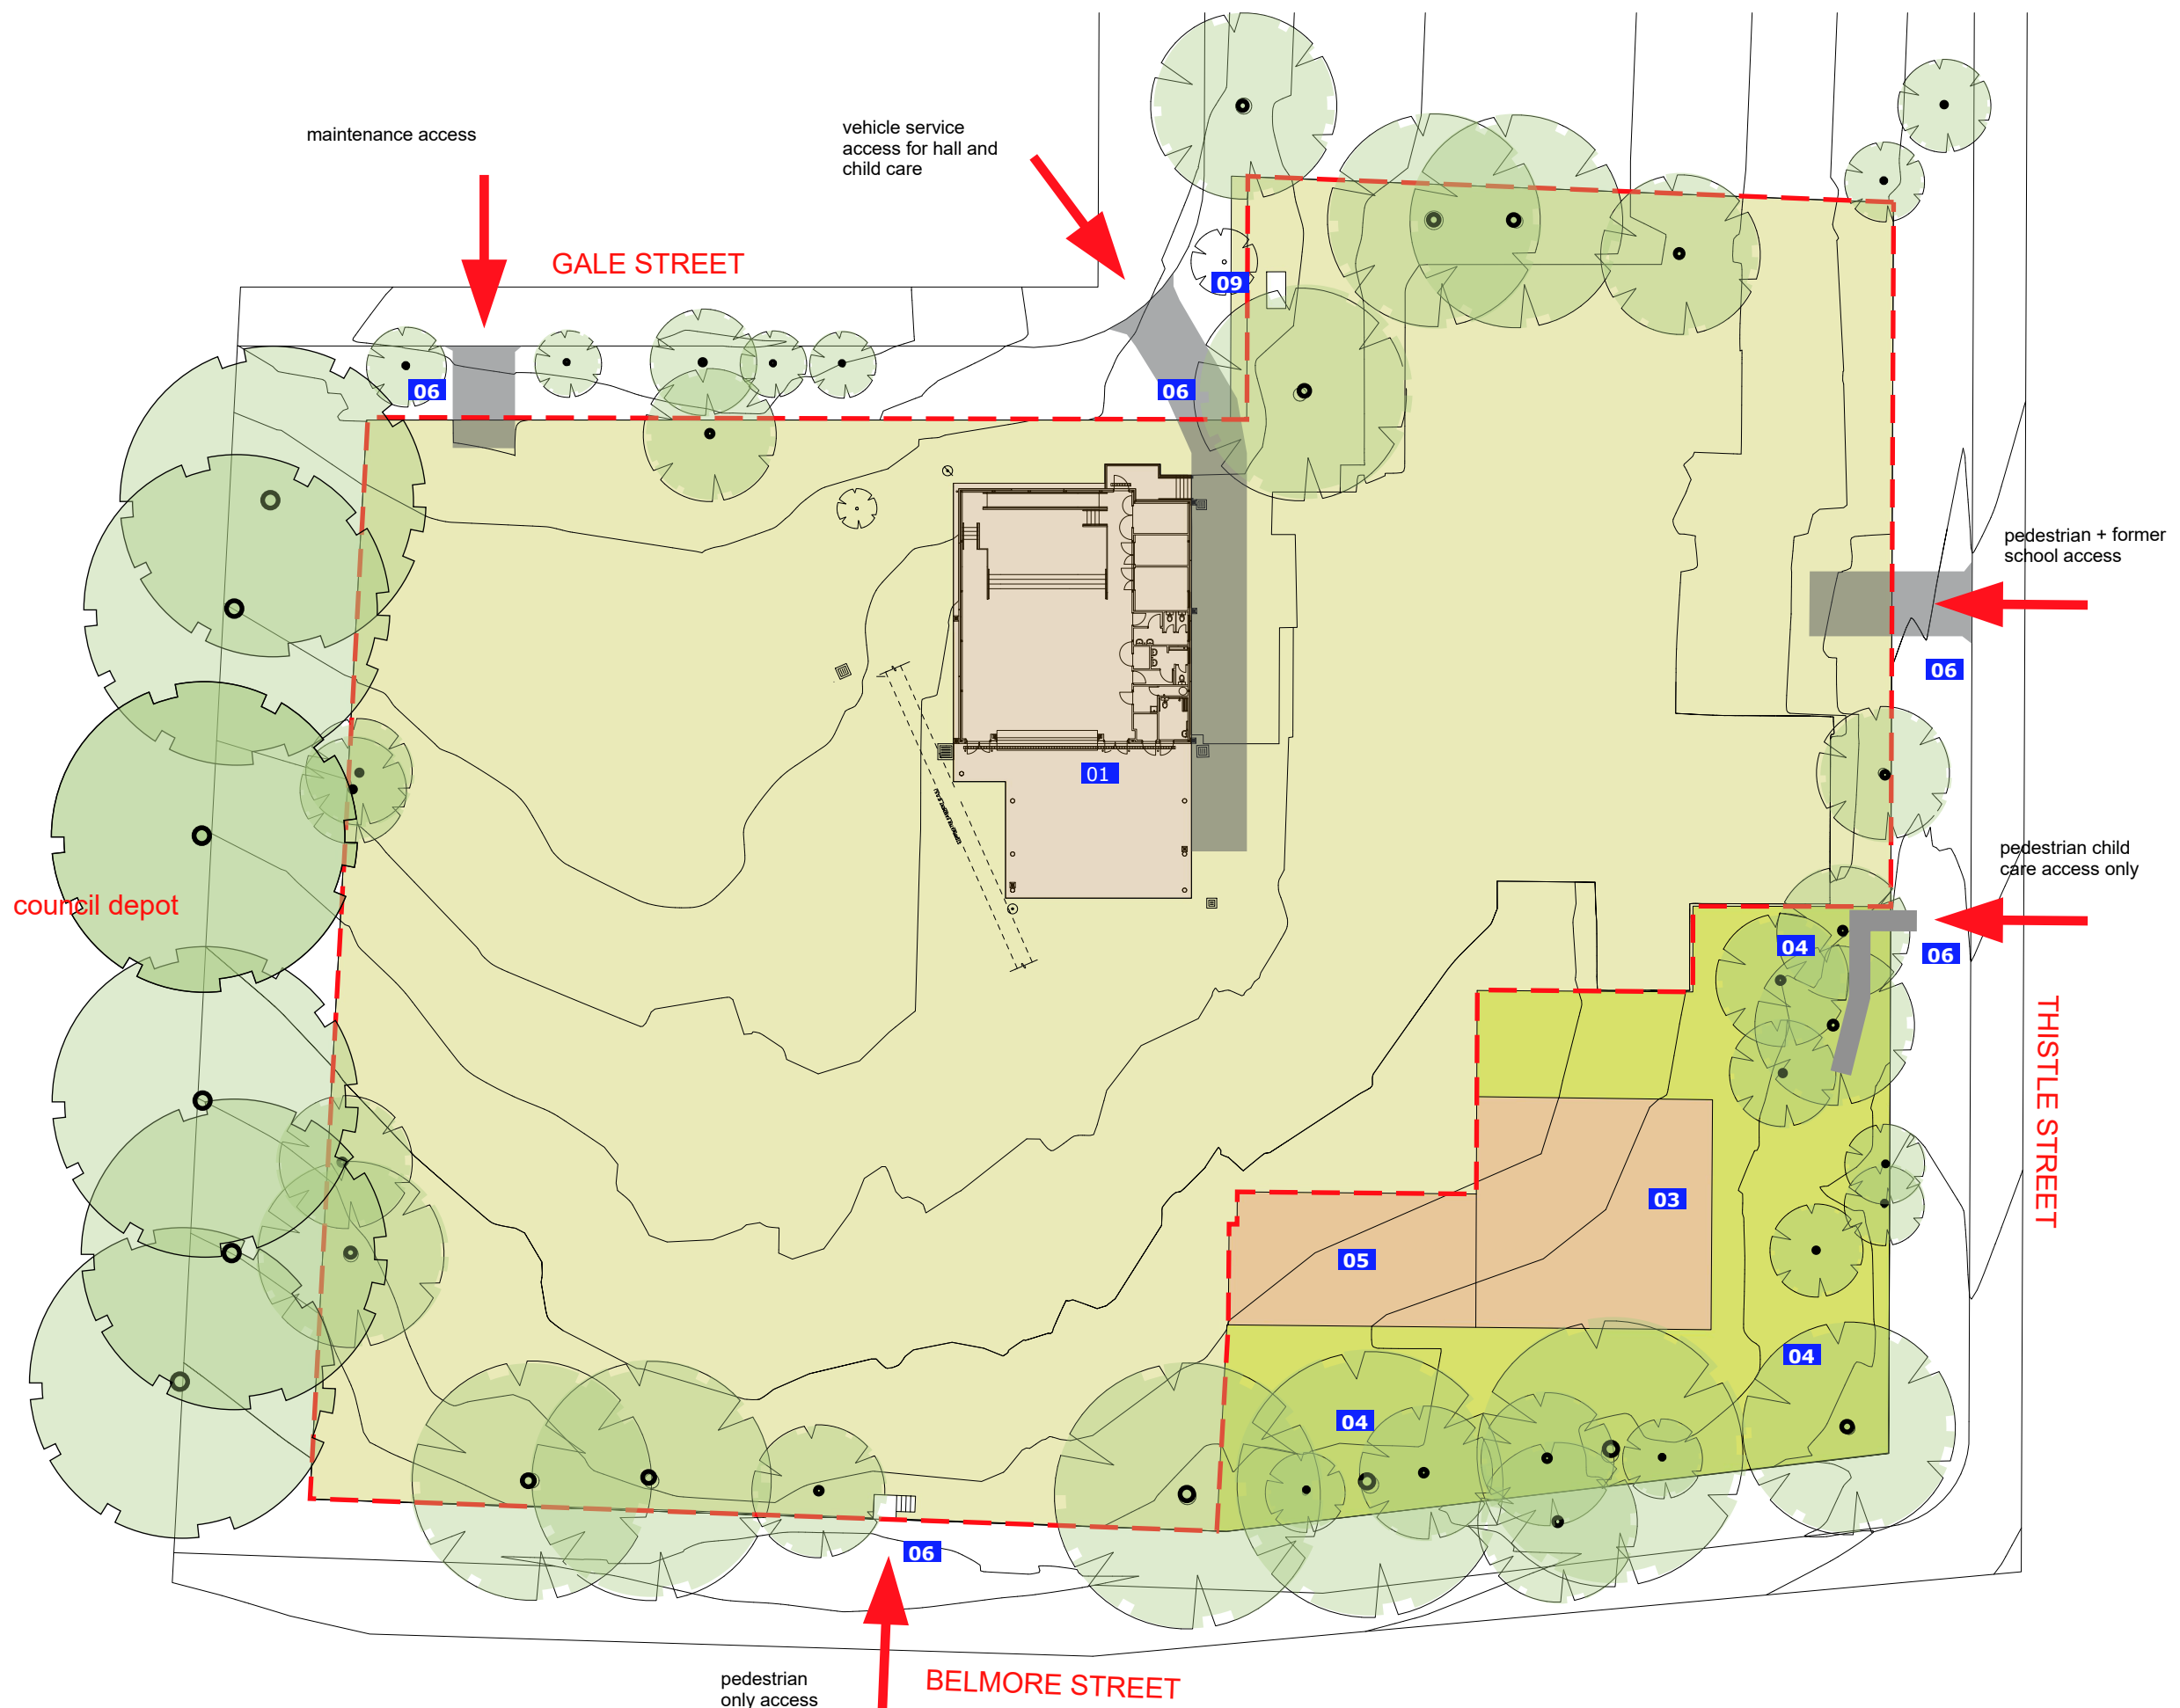 maintenance access
vehicle service
access for hall and
child care
GALE STREET
09
06
06
pedestrian + former
school access
06
01
pedestrian child
care access only
council depot
04
06
THISTLE STREET
03
05
04
04
06
pedestrian
only access
BELMORE STREET